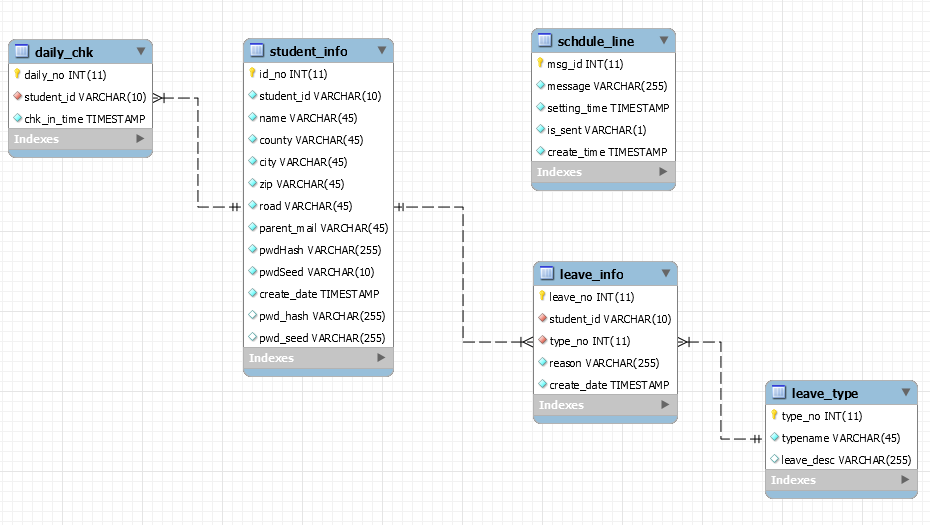 daily_chk
daily_no INT(11)
student_id VARCHAR(10)
chk_in_time TIMESTAMP
Indexes
student_info
id_no INT(11)
student_id VARCHAR(10)
name VARCHAR(45)
county VARCHAR(45)
city VARCHAR(45)
zip VARCHAR(45)
road VARCHAR(45)
parent_mail VARCHAR(45)
pwdHash VARCHAR(255)
pwdSeed VARCHAR(10)
create_date TIMESTAMP
pwd_hash VARCHAR(255)
pwd_seed VARCHAR(255)
Indexes
schdule_line
msg_id INT(11)
message VARCHAR(255)
setting_time TIMESTAMP
is_sent VARCHAR(1)
create_time TIMESTAMP
Indexes
leave_info
leave_no INT(11)
student_id VARCHAR(10)
type_no INT(11)
reason VARCHAR(255)
create_date TIMESTAMP
Indexes
leave_type
type_no INT(11)
typename VARCHAR(45)
leave_desc VARCHAR(255)
Indexes